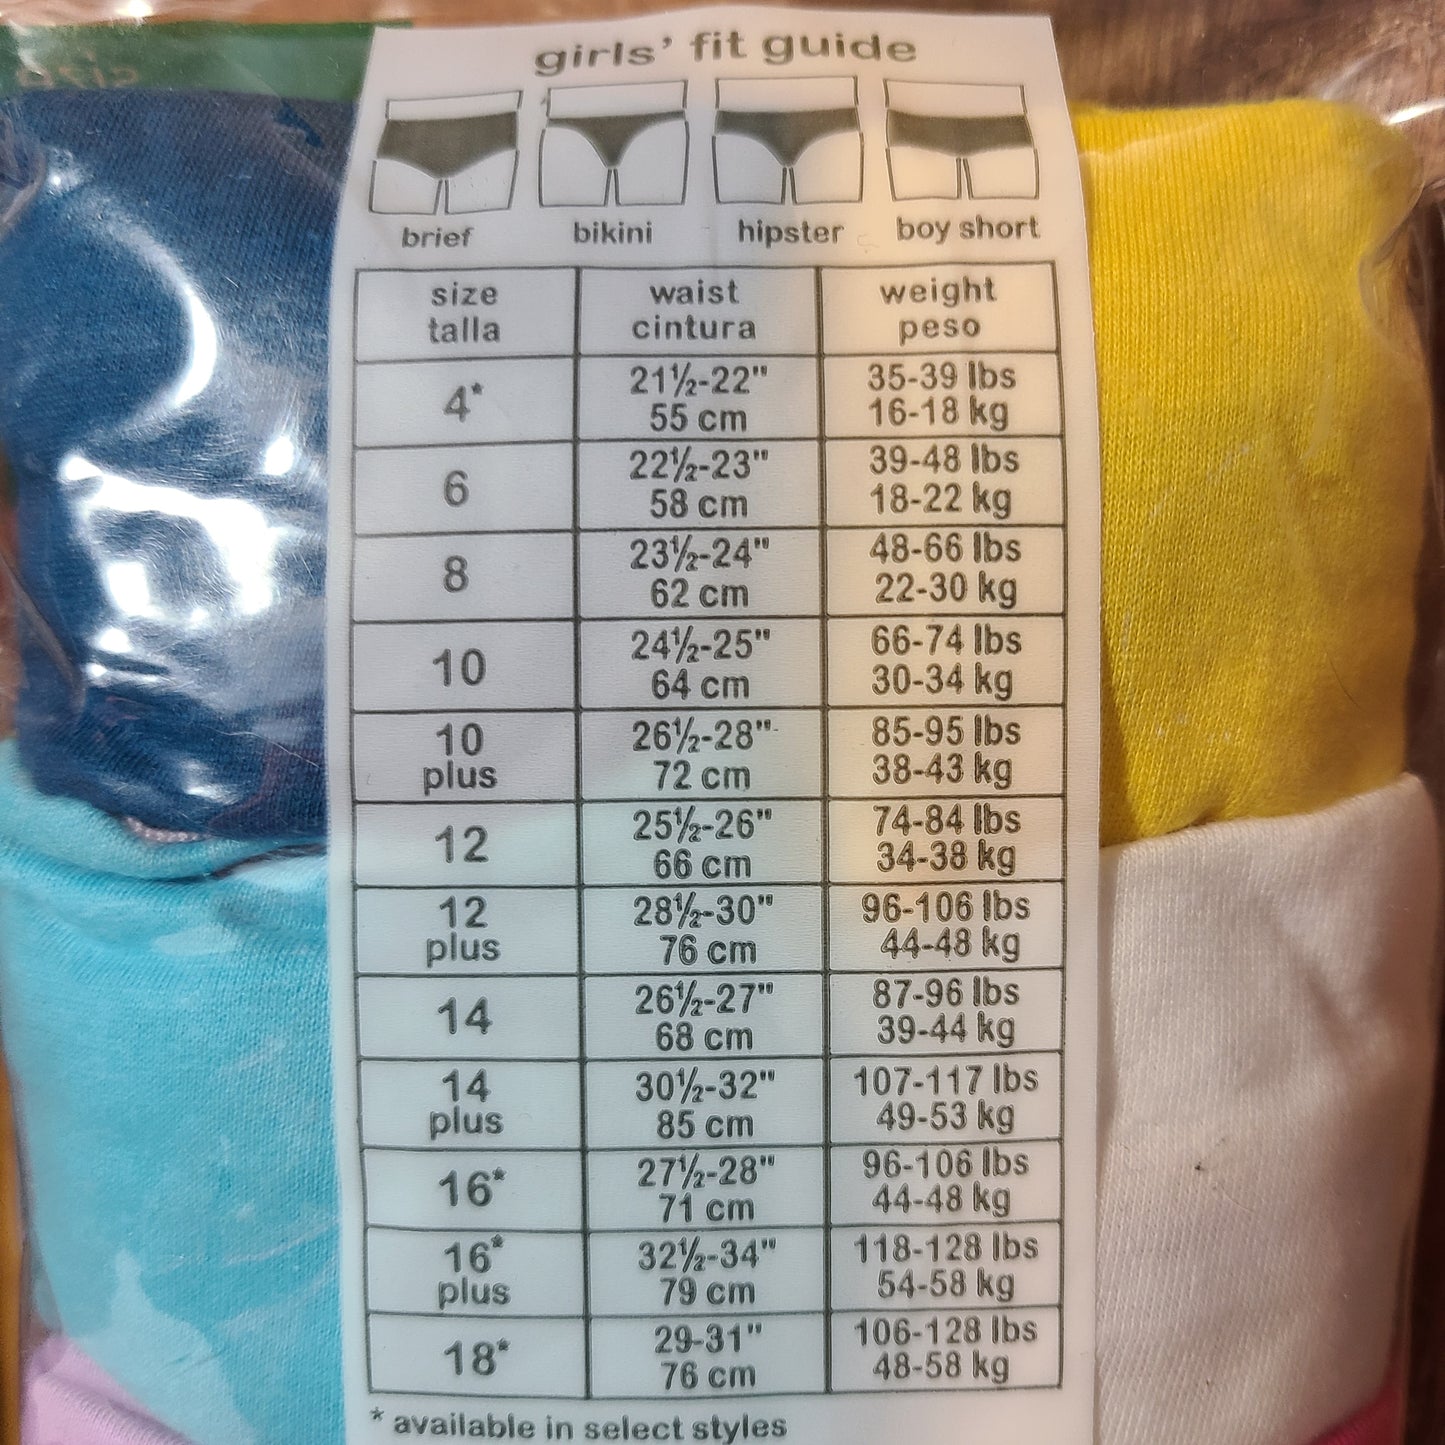 girls' fit guide
brief bikini hipster boy short
size waist weight
talla cintura peso
4* 21½-22" 35-39 lbs
55 cm 16-18 kg
6 22½-23" 39-48 lbs
58 cm 18-22 kg
8 23½-24" 48-66 lbs
62 cm 22-30 kg
10 24½-25" 66-74 lbs
64 cm 30-34 kg
10 26½-28" 85-95 lbs
plus 72 cm 38-43 kg
12 25½-26" 74-84 lbs
66 cm 34-38 kg
12 28½-30" 96-106 lbs
plus 76 cm 44-48 kg
14 26½-27" 87-96 lbs
68 cm 39-44 kg
14 30½-32" 107-117 lbs
plus 85 cm 49-53 kg
16* 27½-28" 96-106 lbs
71 cm 44-48 kg
16* 32½-34" 118-128 lbs
plus 79 cm 54-58 kg
18* 29-31" 106-128 lbs
76 cm 48-58 kg
* available in select styles